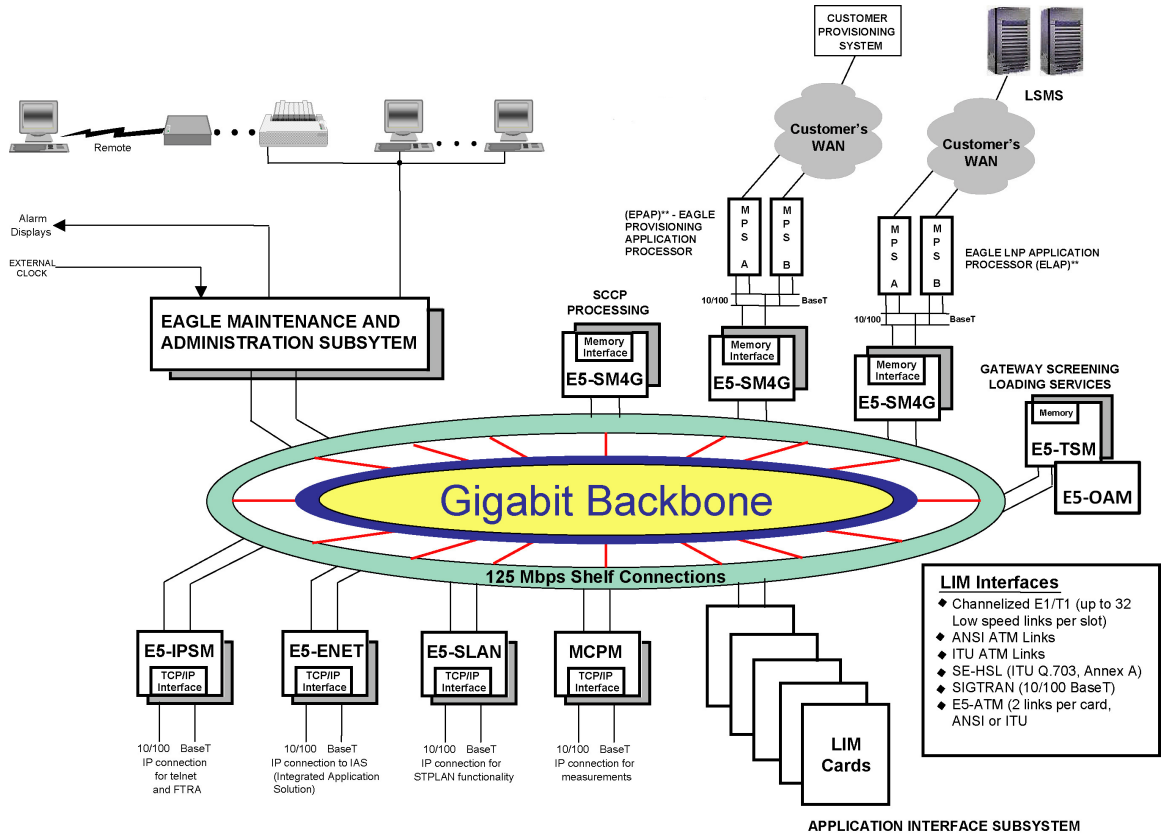 CUSTOMER
PROVISIONING
SYSTEM
LSMS
Remote
Customer's
WAN
Customer's
WAN
Alarm
Displays
EXTERNAL
CLOCK
(EPAP)** - EAGLE
PROVISIONING
APPLICATION
PROCESSOR
M
P
S
A
M
P
S
B
M
P
S
A
M
P
S
B
EAGLE LNP APPLICATION
PROCESSOR (ELAP)**
10/100
BaseT
10/100
BaseT
EAGLE MAINTENANCE AND
ADMINISTRATION SUBSYTEM
SCCP
PROCESSING
Memory
Interface
E5-SM4G
Memory
Interface
E5-SM4G
Memory
Interface
E5-SM4G
GATEWAY SCREENING
LOADING SERVICES
Memory
E5-TSM
E5-OAM
Gigabit Backbone
125 Mbps Shelf Connections
E5-IPSM
TCP/IP
Interface
10/100 BaseT
IP connection
for telnet
and FTRA
E5-ENET
TCP/IP
Interface
10/100 BaseT
IP connection to IAS
(Integrated Application
Solution)
E5-SLAN
TCP/IP
Interface
10/100 BaseT
IP connection for
STPLAN functionality
MCPM
TCP/IP
Interface
10/100 BaseT
IP connection for
measurements
LIM
Cards
LIM Interfaces
◆ Channelized E1/T1 (up to 32
Low speed links per slot)
◆ ANSI ATM Links
◆ ITU ATM Links
◆ SE-HSL (ITU Q.703, Annex A)
◆ SIGTRAN (10/100 BaseT)
◆ E5-ATM (2 links per card,
ANSI or ITU
APPLICATION INTERFACE SUBSYSTEM